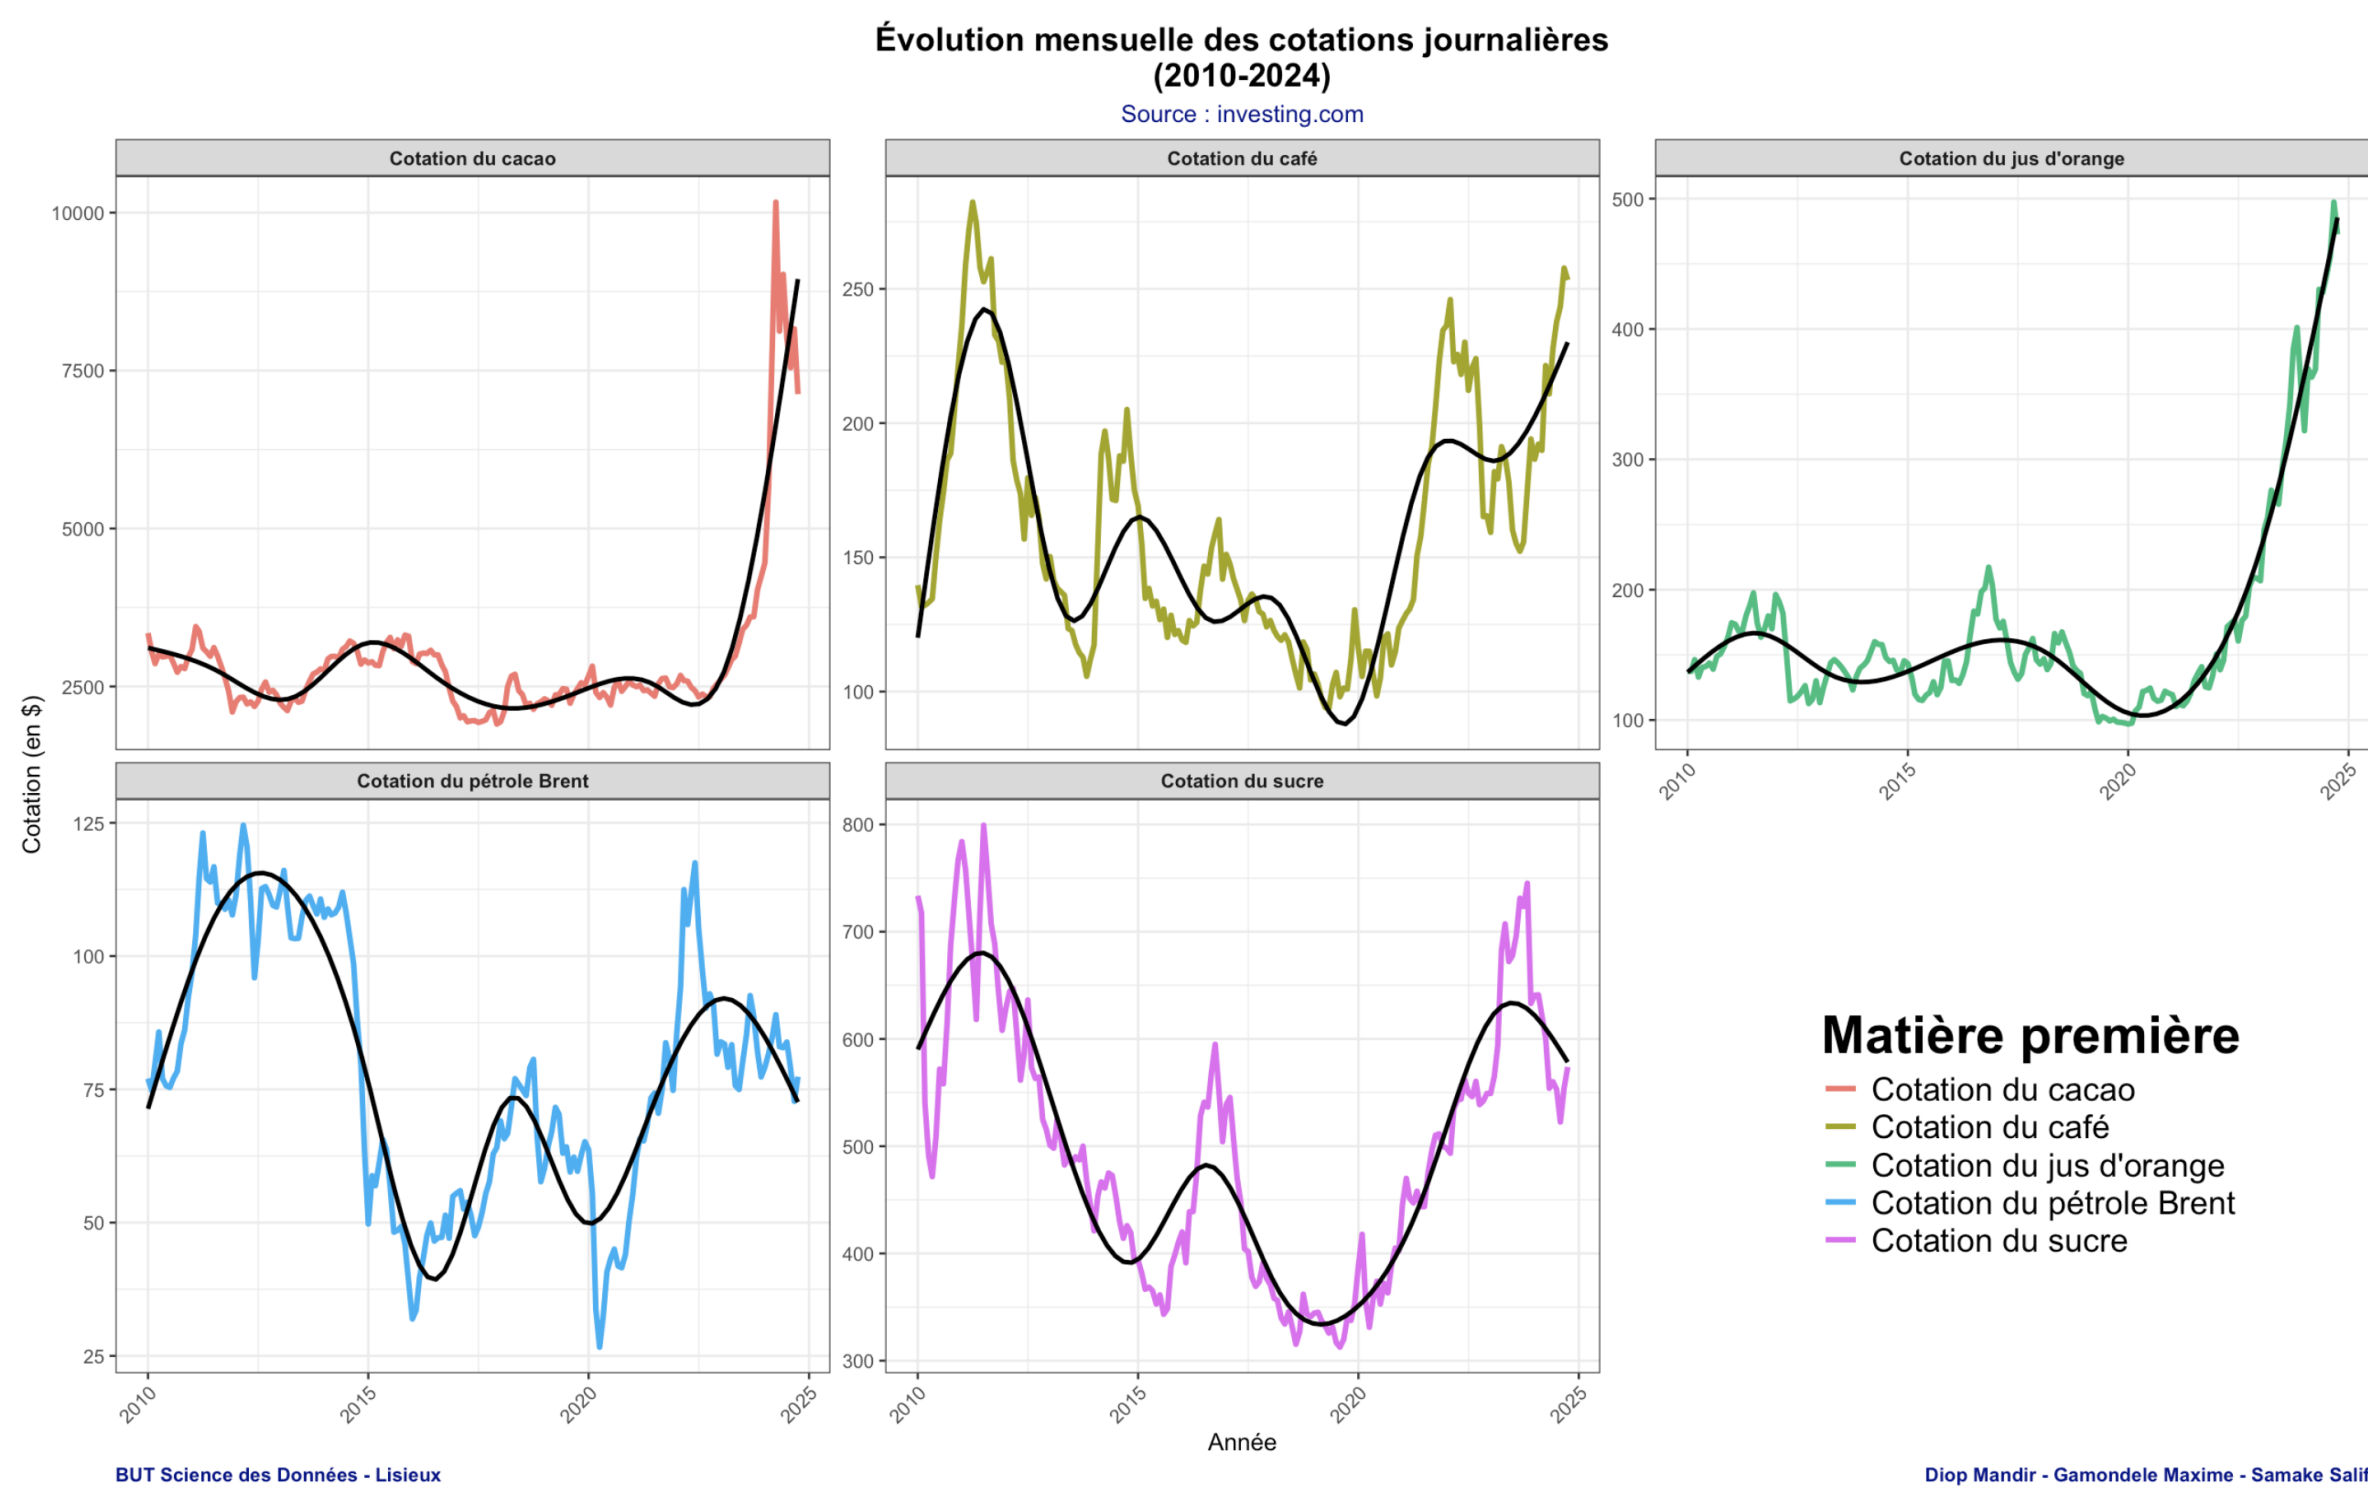 Évolution mensuelle des cotations journalières
(2010-2024)
Source : investing.com
Cotation (en $)
Cotation du cacao
10000
7500
5000
2500
Cotation du café
250
200
150
100
Cotation du jus d'orange
500
400
300
200
100
2010
2015
2020
2025
Cotation du pétrole Brent
125
100
75
50
25
2010
2015
2020
2025
Cotation du sucre
800
700
600
500
400
300
2010
2015
2020
2025
Matière première
Cotation du cacao
Cotation du café
Cotation du jus d'orange
Cotation du pétrole Brent
Cotation du sucre
Année
BUT Science des Données - Lisieux
Diop Mandir - Gamondele Maxime - Samake Salif